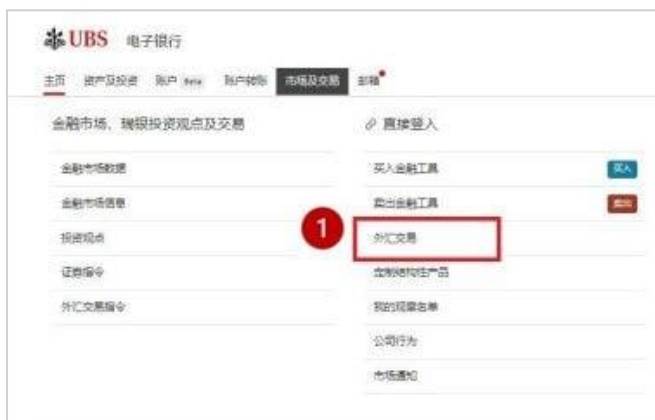 UBS 电子银行
主页 资产及投资 账户 Beta 账户转账 市场及交易 邮箱
金融市场、瑞银投资观点及交易
金融市场数据
金融市场信息
投资观点
证券指令
外汇交易指令
直接登入
买入金融工具 买入
卖出金融工具 卖出
1 外汇交易
定制结构性产品
我的观察名单
公司行为
市场通知